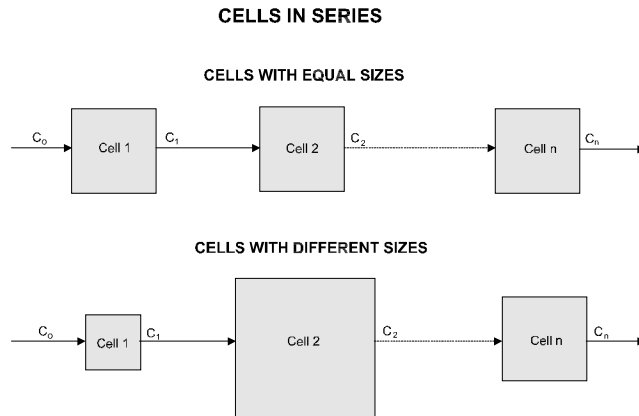 CELLS IN SERIES
CELLS WITH EQUAL SIZES
C₀ Cell 1 C₁ Cell 2 C₂ Cell n Cₙ
CELLS WITH DIFFERENT SIZES
C₀ Cell 1 C₁ Cell 2 C₂ Cell n Cₙ